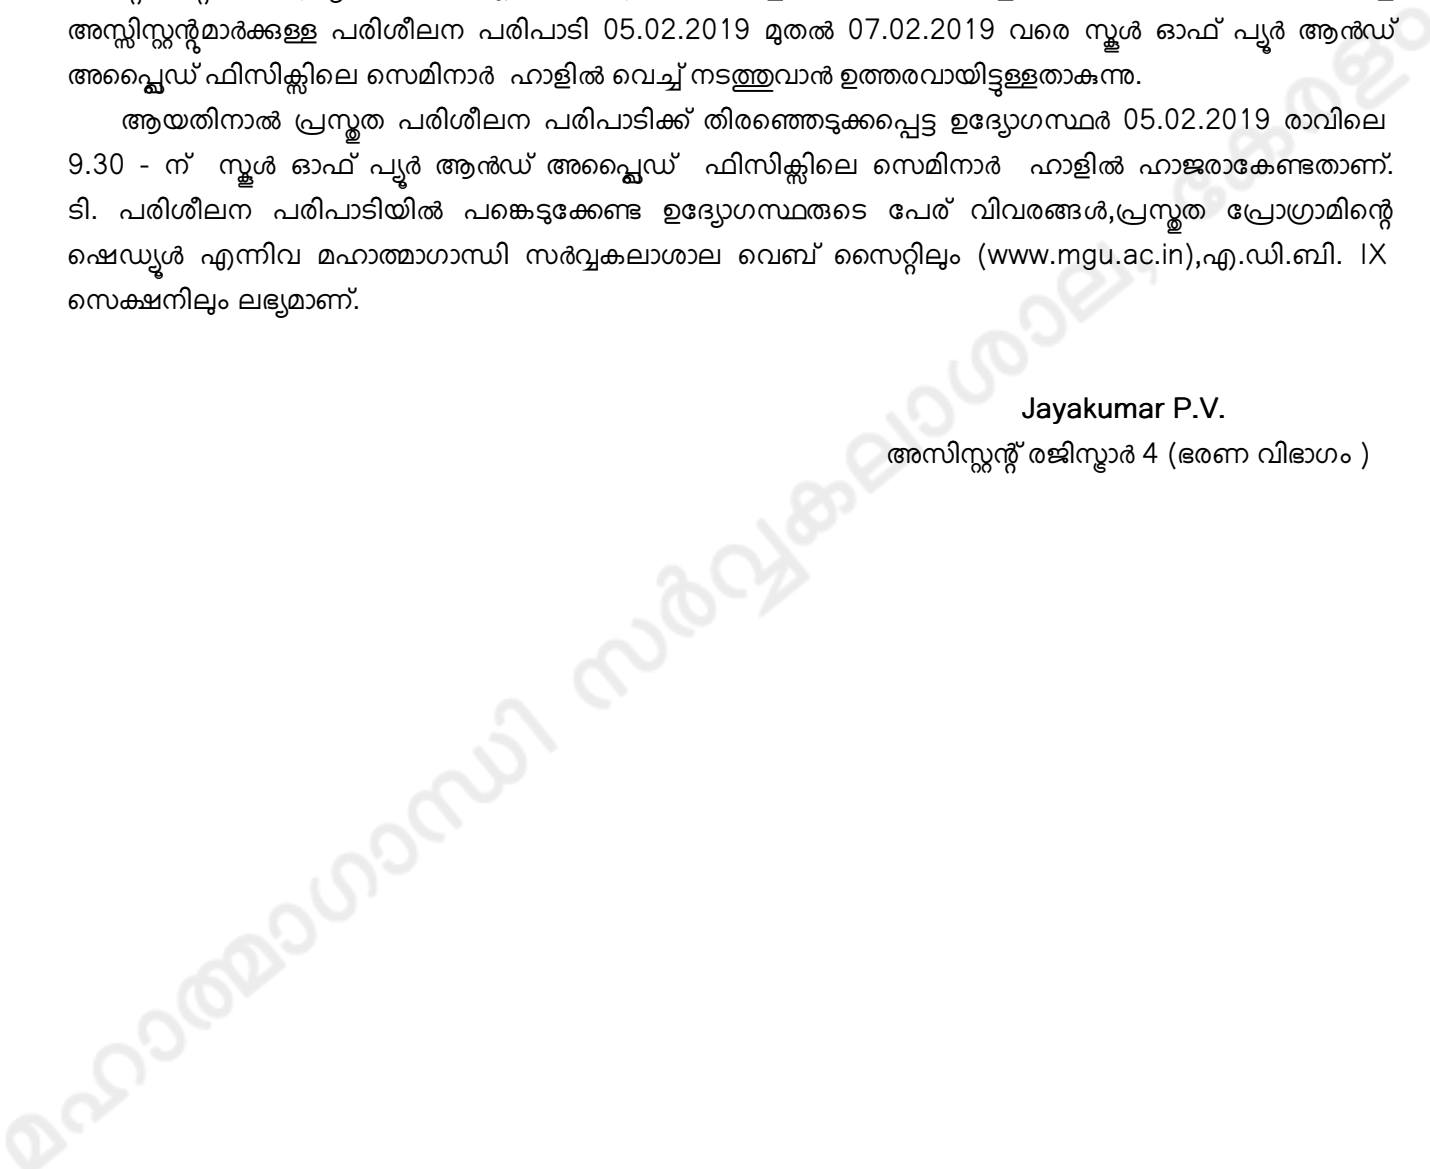 അസ്സിസ്റ്റന്റുമാർക്കുള്ള പരിശീലന പരിപാടി 05.02.2019 മുതൽ 07.02.2019 വരെ സ്കൂൾ ഓഫ് പ്യൂർ ആൻഡ്
അപ്പ്ലൈഡ് ഫിസിക്സിലെ സെമിനാർ ഹാളിൽ വെച്ച് നടത്തുവാൻ ഉത്തരവായിട്ടുള്ളതാകുന്നു.
ആയതിനാൽ പ്രസ്തുത പരിശീലന പരിപാടിക്ക് തിരഞ്ഞെടുക്കപ്പെട്ട ഉദ്യോഗസ്ഥർ 05.02.2019 രാവിലെ
9.30 - ന് സ്കൂൾ ഓഫ് പ്യൂർ ആൻഡ് അപ്പ്ലൈഡ് ഫിസിക്സിലെ സെമിനാർ ഹാളിൽ ഹാജരാകേണ്ടതാണ്.
ടി. പരിശീലന പരിപാടിയിൽ പങ്കെടുക്കേണ്ട ഉദ്യോഗസ്ഥരുടെ പേര് വിവരങ്ങൾ,പ്രസ്തുത പ്രോഗ്രാമിന്റെ
ഷെഡ്യൂൾ എന്നിവ മഹാത്മാഗാന്ധി സർവ്വകലാശാല വെബ് സൈറ്റിലും (www.mgu.ac.in),എ.ഡി.ബി. IX
സെക്ഷനിലും ലഭ്യമാണ്.
Jayakumar P.V.
അസിസ്റ്റന്റ് രജിസ്ട്രാർ 4 (ഭരണ വിഭാഗം )
മഹാത്മാഗാന്ധി സർവ്വകലാശാല, കേരളം